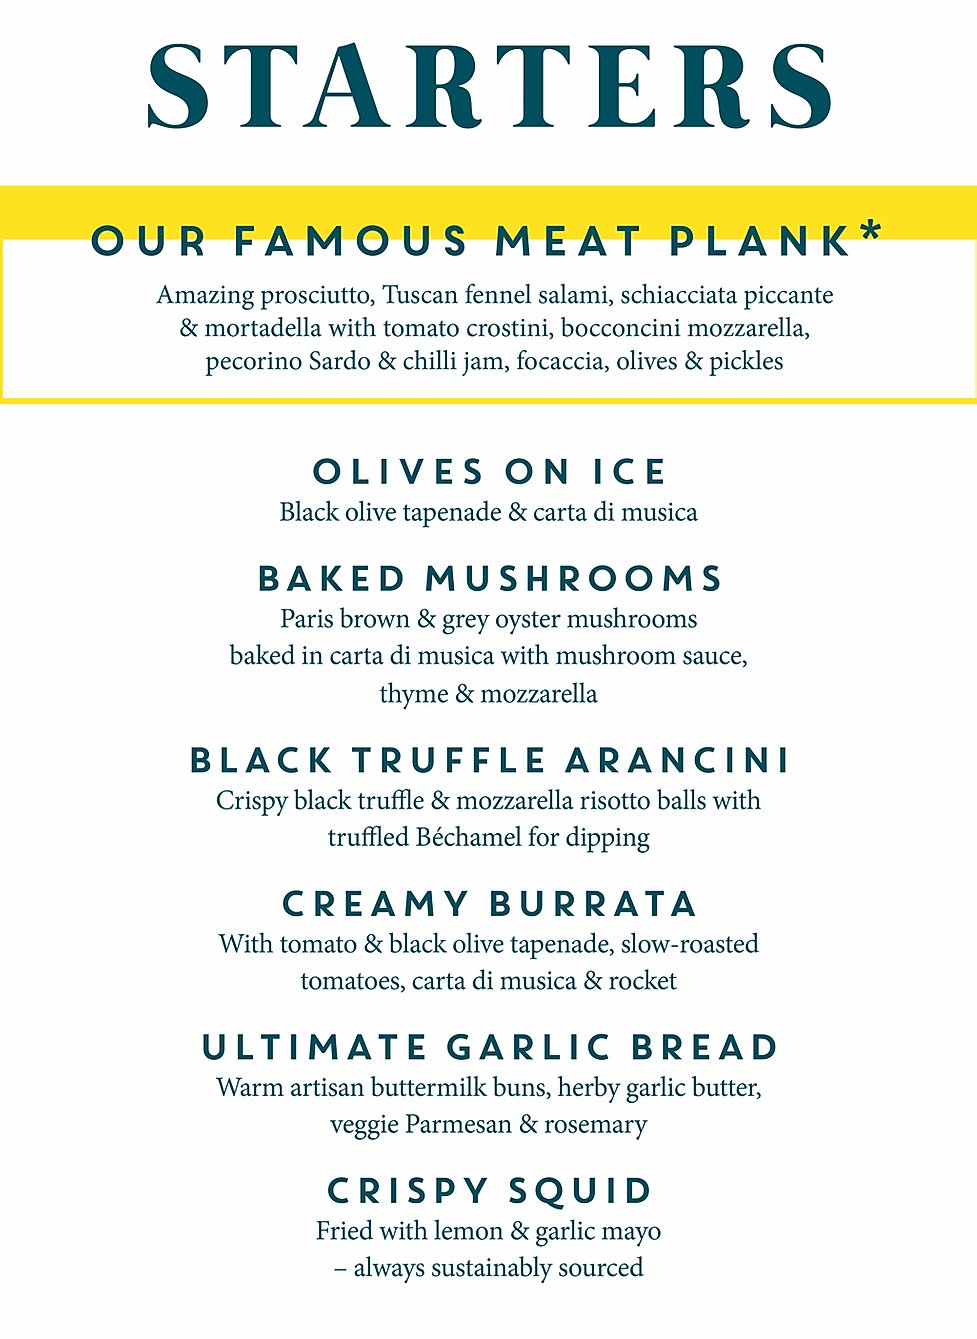 STARTERS
OUR FAMOUS MEAT PLANK*
Amazing prosciutto, Tuscan fennel salami, schiacciata piccante
& mortadella with tomato crostini, bocconcini mozzarella,
pecorino Sardo & chilli jam, focaccia, olives & pickles
OLIVES ON ICE
Black olive tapenade & carta di musica
BAKED MUSHROOMS
Paris brown & grey oyster mushrooms
baked in carta di musica with mushroom sauce,
thyme & mozzarella
BLACK TRUFFLE ARANCINI
Crispy black truffle & mozzarella risotto balls with
truffled Béchamel for dipping
CREAMY BURRATA
With tomato & black olive tapenade, slow-roasted
tomatoes, carta di musica & rocket
ULTIMATE GARLIC BREAD
Warm artisan buttermilk buns, herby garlic butter,
veggie Parmesan & rosemary
CRISPY SQUID
Fried with lemon & garlic mayo
– always sustainably sourced